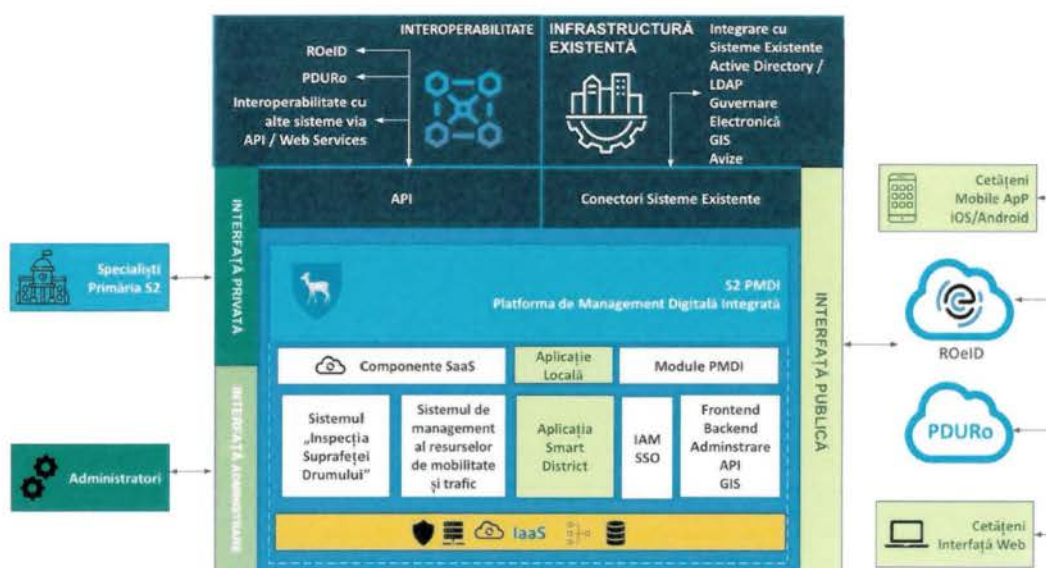 INTEROPERABILITATE
ROeID
PDURo
Interoperabilitate cu
alte sisteme via
API / Web Services
INFRASTRUCTURĂ
EXISTENTĂ
Integrare cu
Sisteme Existente
Active Directory /
LDAP
Guvernare
Electronică
GIS
Avize
API
Conectori Sisteme Existente
INTERFAȚĂ PRIVATĂ
INTERFAȚĂ ADMINISTRARE
Specialiști
Primăria S2
Administratori
S2 PMDI
Platforma de Management Digitală Integrată
Componente SaaS
Aplicație
Locală
Module PMDI
Sistemul
„Inspecția
Suprafeței
Drumului”
Sistemul de
management
al resurselor
de mobilitate
și trafic
Aplicația
Smart
District
IAM
SSO
Frontend
Backend
Adminstrare
API
GIS
IaaS
INTERFAȚĂ PUBLICĂ
Cetățeni
Mobile ApP
iOS/Android
ROeID
PDURo
Cetățeni
Interfață Web